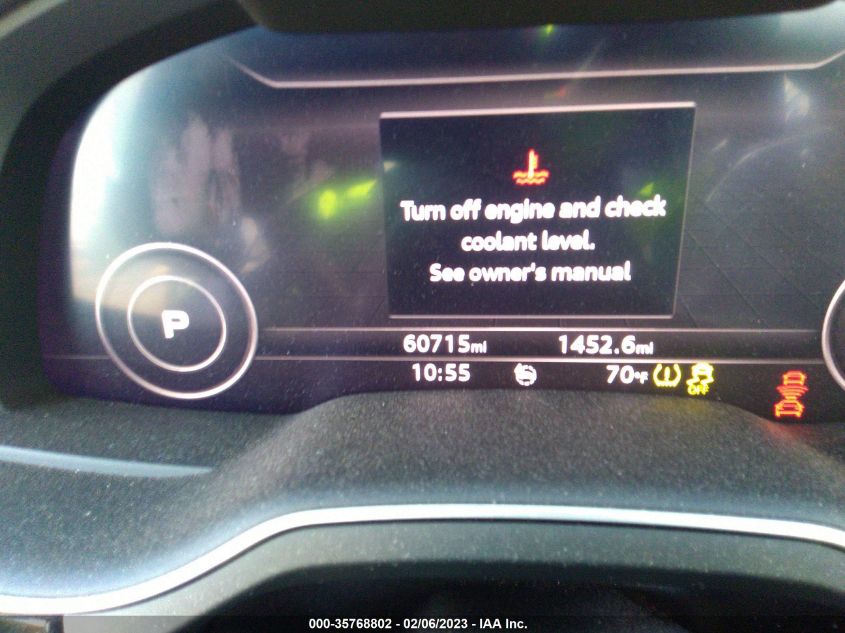 Turn off engine and check
coolant level.
See owner's manual
P
60715mi 1452.6mi
10:55 70°F
OFF
000-35768802 - 02/06/2023 - IAA Inc.